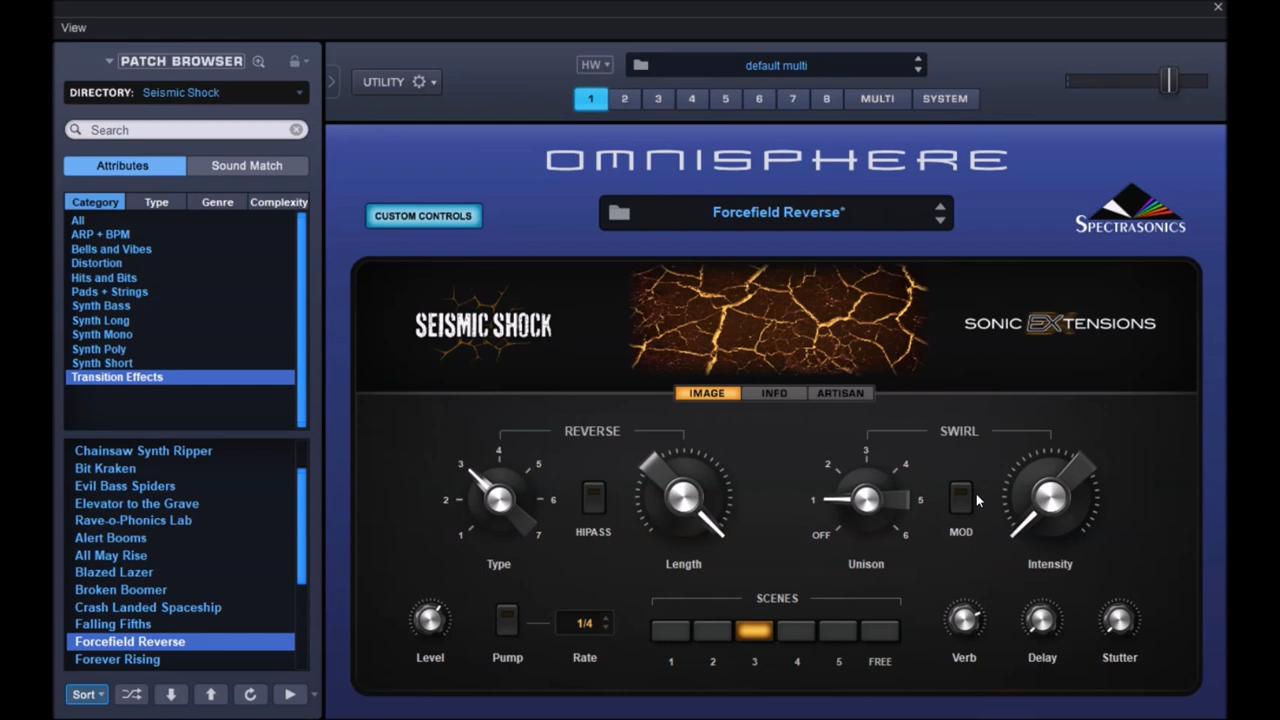 View
PATCH BROWSER
DIRECTORY: Seismic Shock
Search
Attributes Sound Match
Category Type Genre Complexity
All
ARP + BPM
Bells and Vibes
Distortion
Hits and Bits
Pads + Strings
Synth Bass
Synth Long
Synth Mono
Synth Poly
Synth Short
Transition Effects
Chainsaw Synth Ripper
Bit Kraken
Evil Bass Spiders
Elevator to the Grave
Rave-o-Phonics Lab
Alert Booms
All May Rise
Blazed Lazer
Broken Boomer
Crash Landed Spaceship
Falling Fifths
Forcefield Reverse
Forever Rising
Sort
UTILITY
HW
default multi
1 2 3 4 5 6 7 8 MULTI SYSTEM
OMNISPHERE
CUSTOM CONTROLS
Forcefield Reverse*
SPECTRASONICS
SEISMIC SHOCK
SONIC EXTENSIONS
IMAGE INFO ARTISAN
REVERSE
1 2 3 4 5 6 7
Type
HIPASS
Length
SWIRL
OFF 1 2 3 4 5 6
Unison
MOD
Intensity
Level
Pump
1/4
Rate
SCENES
1 2 3 4 5 FREE
Verb
Delay
Stutter